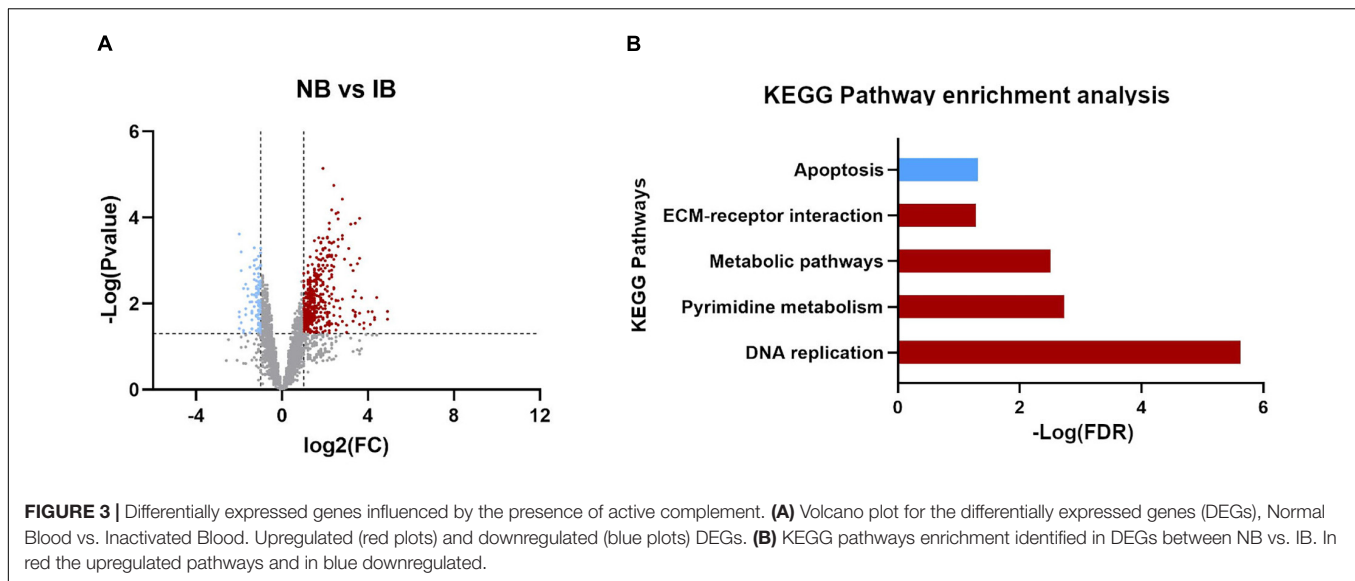 A
NB vs IB
-Log(Pvalue)
6
4
2
0
-4
0
4
8
12
log2(FC)
B
KEGG Pathway enrichment analysis
KEGG Pathways
Apoptosis
ECM-receptor interaction
Metabolic pathways
Pyrimidine metabolism
DNA replication
0
2
4
6
-Log(FDR)
FIGURE 3 | Differentially expressed genes influenced by the presence of active complement. (A) Volcano plot for the differentially expressed genes (DEGs), Normal
Blood vs. Inactivated Blood. Upregulated (red plots) and downregulated (blue plots) DEGs. (B) KEGG pathways enrichment identified in DEGs between NB vs. IB. In
red the upregulated pathways and in blue downregulated.